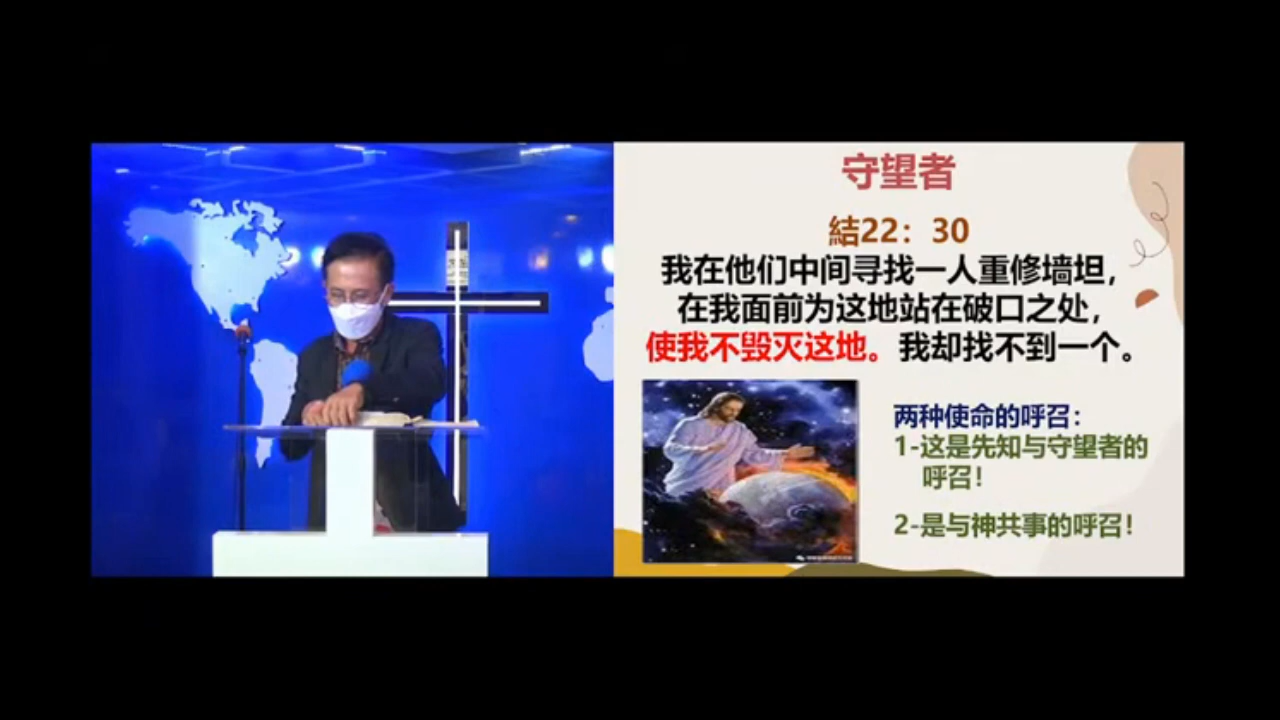 守望者
結22：30
我在他们中间寻找一人重修墙坦，
在我面前为这地站在破口之处，
使我不毁灭这地。我却找不到一个。
两种使命的呼召：
1-这是先知与守望者的
呼召！
2-是与神共事的呼召！